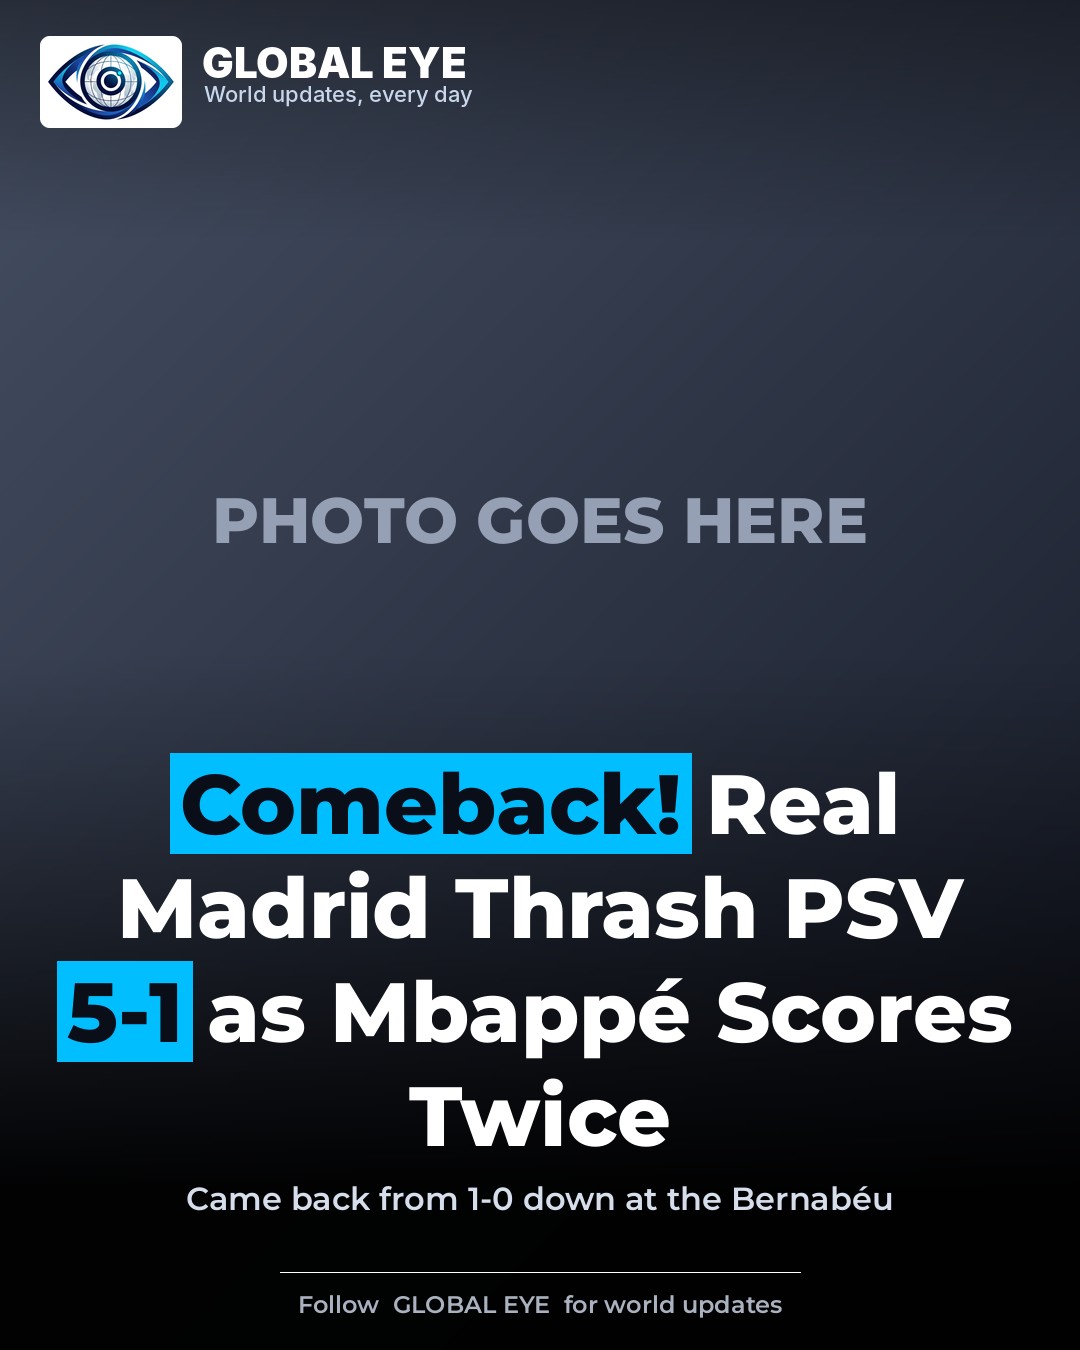 GLOBAL EYE
World updates, every day
PHOTO GOES HERE
Comeback! Real
Madrid Thrash PSV
5-1 as Mbappé Scores
Twice
Came back from 1-0 down at the Bernabéu
Follow GLOBAL EYE for world updates